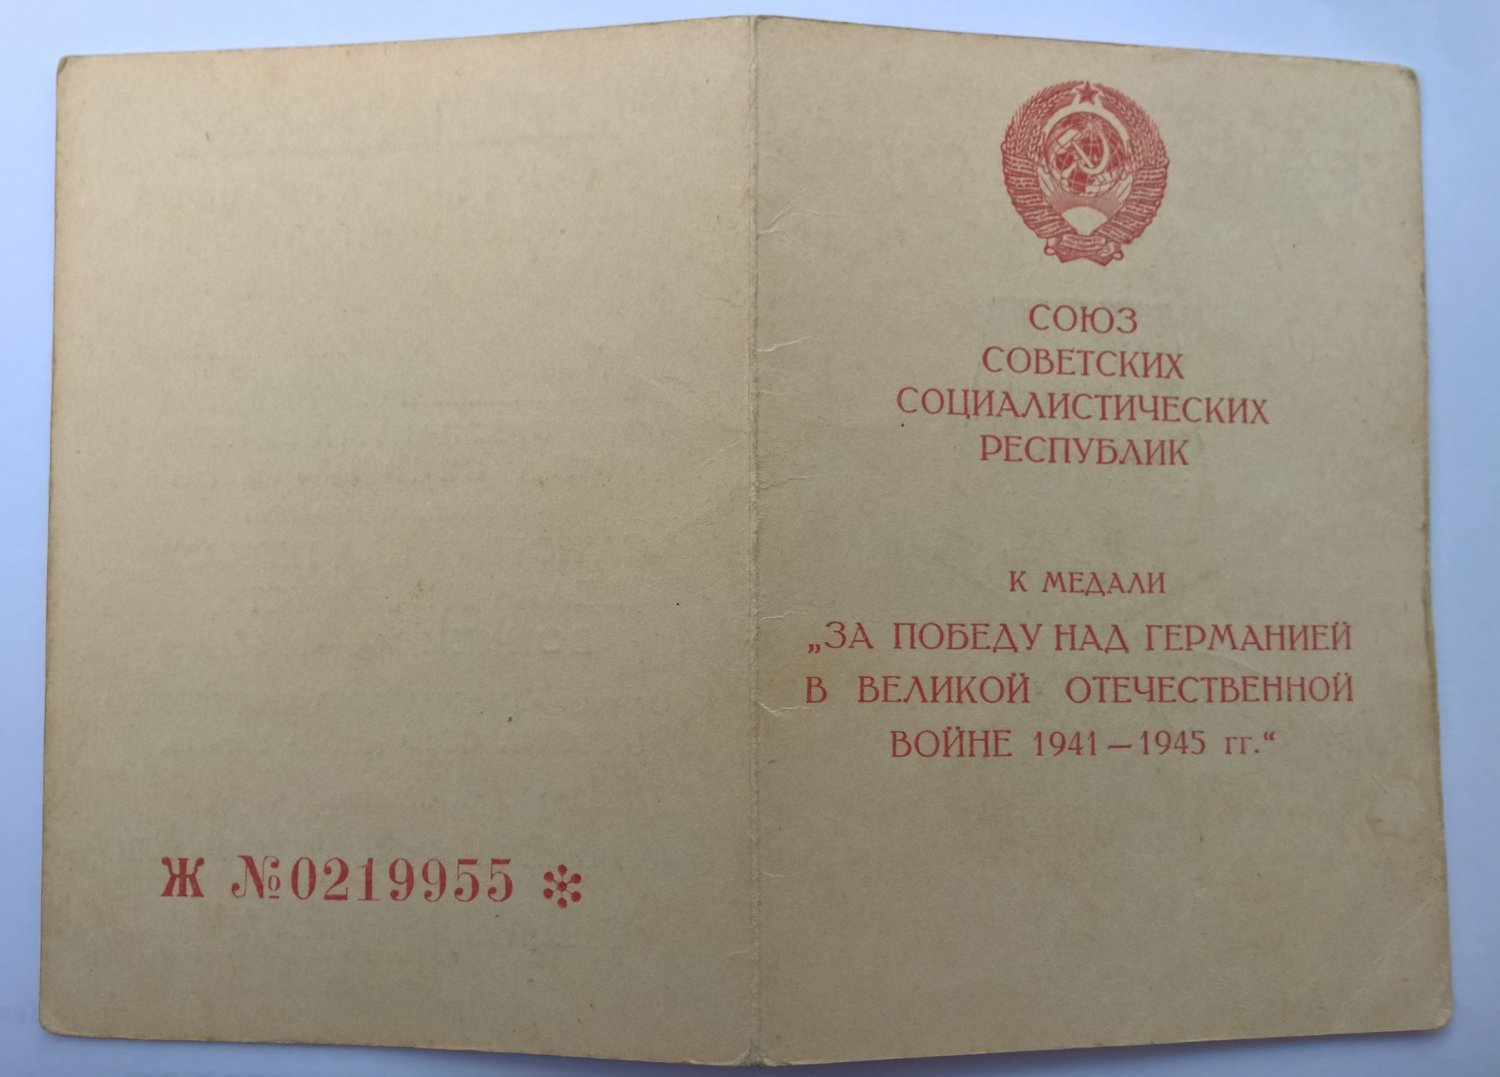 Ж №0219955
СОЮЗ
СОВЕТСКИХ
СОЦИАЛИСТИЧЕСКИХ
РЕСПУБЛИК
К МЕДАЛИ
„ЗА ПОБЕДУ НАД ГЕРМАНИЕЙ
В ВЕЛИКОЙ ОТЕЧЕСТВЕННОЙ
ВОЙНЕ 1941—1945 гг.“